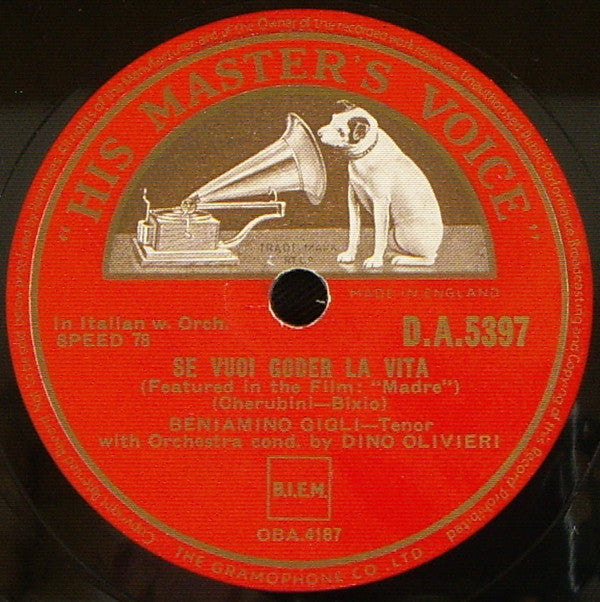 "HIS MASTER'S VOICE"
TRADE MARK
MADE IN ENGLAND
In Italian w. Orch.
SPEED 78
D.A.5397
SE VUOI GODER LA VITA
(Featured in the Film: "Madre")
(Cherubini—Bixio)
BENIAMINO GIGLI—Tenor
with Orchestra cond. by DINO OLIVIERI
B.I.E.M.
OBA.4187
THE GRAMOPHONE CO., LTD